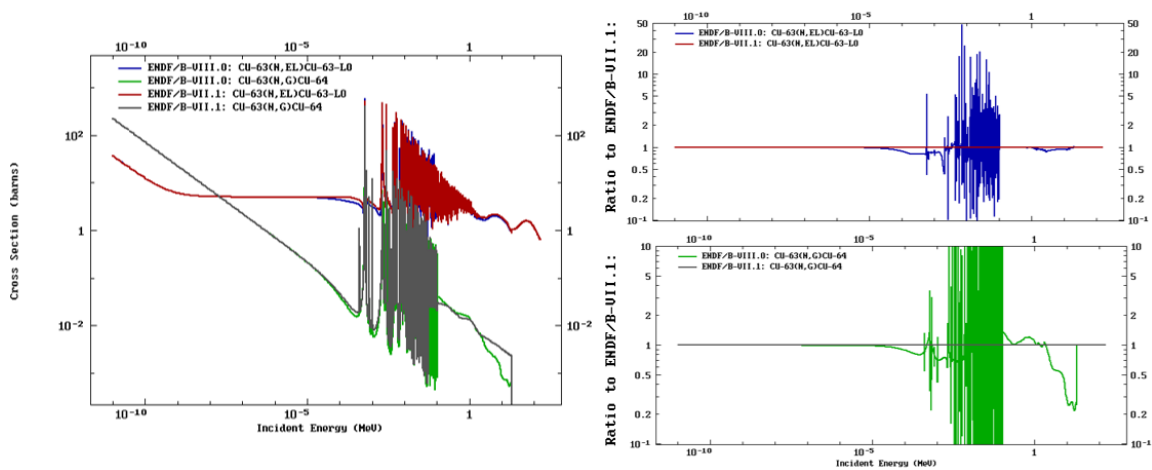 10⁻¹⁰ 10⁻⁵ 1
ENDF/B-VIII.0: CU-63(N,EL)CU-63-L0
ENDF/B-VIII.0: CU-63(N,G)CU-64
ENDF/B-VII.1: CU-63(N,EL)CU-63-L0
ENDF/B-VII.1: CU-63(N,G)CU-64
Cross Section (barns)
10² 10²
1 1
10⁻² 10⁻²
10⁻¹⁰ 10⁻⁵ 1
Incident Energy (MeV)
10⁻¹⁰ 10⁻⁵ 1
Ratio to ENDF/B-VII.1:
ENDF/B-VIII.0: CU-63(N,EL)CU-63-L0
ENDF/B-VII.1: CU-63(N,EL)CU-63-L0
50 50
20 20
10 10
5 5
2 2
1 1
0.5 0.5
0.2 0.2
10⁻¹ 10⁻¹
Ratio to ENDF/B-VII.1:
ENDF/B-VIII.0: CU-63(N,G)CU-64
ENDF/B-VII.1: CU-63(N,G)CU-64
10 10
5 5
2 2
1 1
0.5 0.5
0.2 0.2
10⁻¹ 10⁻¹
10⁻¹⁰ 10⁻⁵ 1
Incident Energy (MeV)